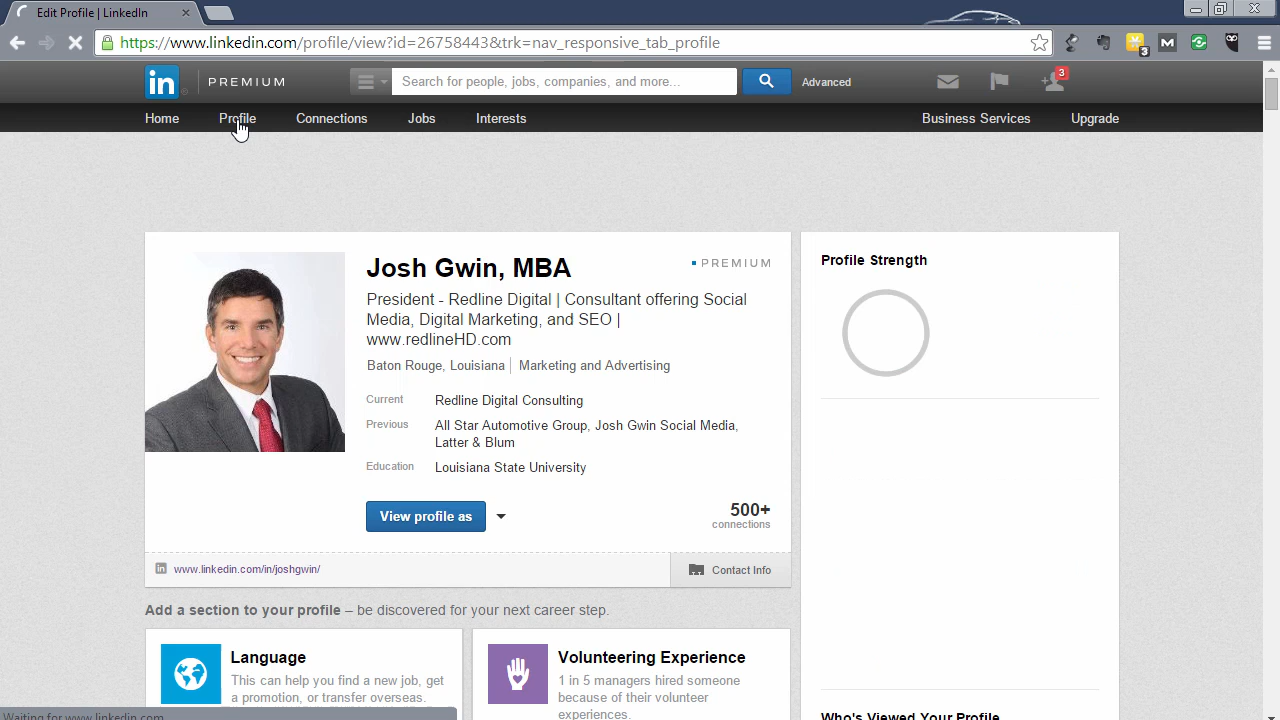 Edit Profile | LinkedIn
https://www.linkedin.com/profile/view?id=26758443&trk=nav_responsive_tab_profile
3
M
in PREMIUM Search for people, jobs, companies, and more... Advanced 3
Home Profile Connections Jobs Interests Business Services Upgrade
Josh Gwin, MBA
PREMIUM
President - Redline Digital | Consultant offering Social
Media, Digital Marketing, and SEO |
www.redlineHD.com
Baton Rouge, Louisiana | Marketing and Advertising
Current Redline Digital Consulting
Previous All Star Automotive Group, Josh Gwin Social Media,
Latter & Blum
Education Louisiana State University
View profile as
500+
connections
in www.linkedin.com/in/joshgwin/
Contact Info
Profile Strength
Add a section to your profile – be discovered for your next career step.
Language
This can help you find a new job, get
a promotion, or transfer overseas.
Volunteering Experience
1 in 5 managers hired someone
because of their volunteer
experiences.
Who's Viewed Your Profile
Waiting for www.linkedin.com